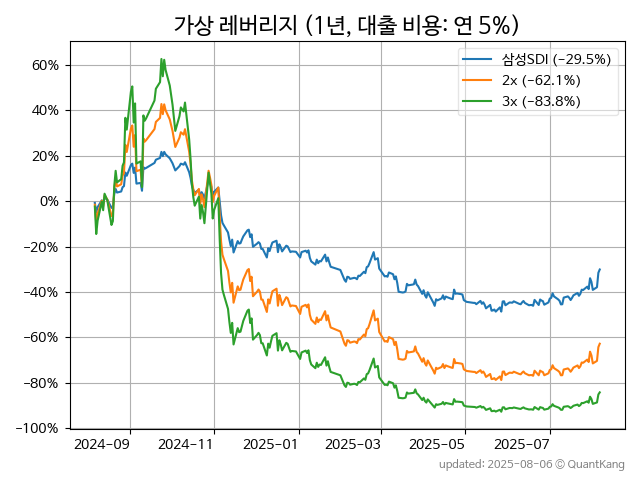 가상 레버리지 (1년, 대출 비용: 연 5%)
삼성SDI (−29.5%)
2x (−62.1%)
3x (−83.8%)
60%
40%
20%
0%
−20%
−40%
−60%
−80%
−100%
2024-09 2024-11 2025-01 2025-03 2025-05 2025-07
updated: 2025-08-06 © QuantKang